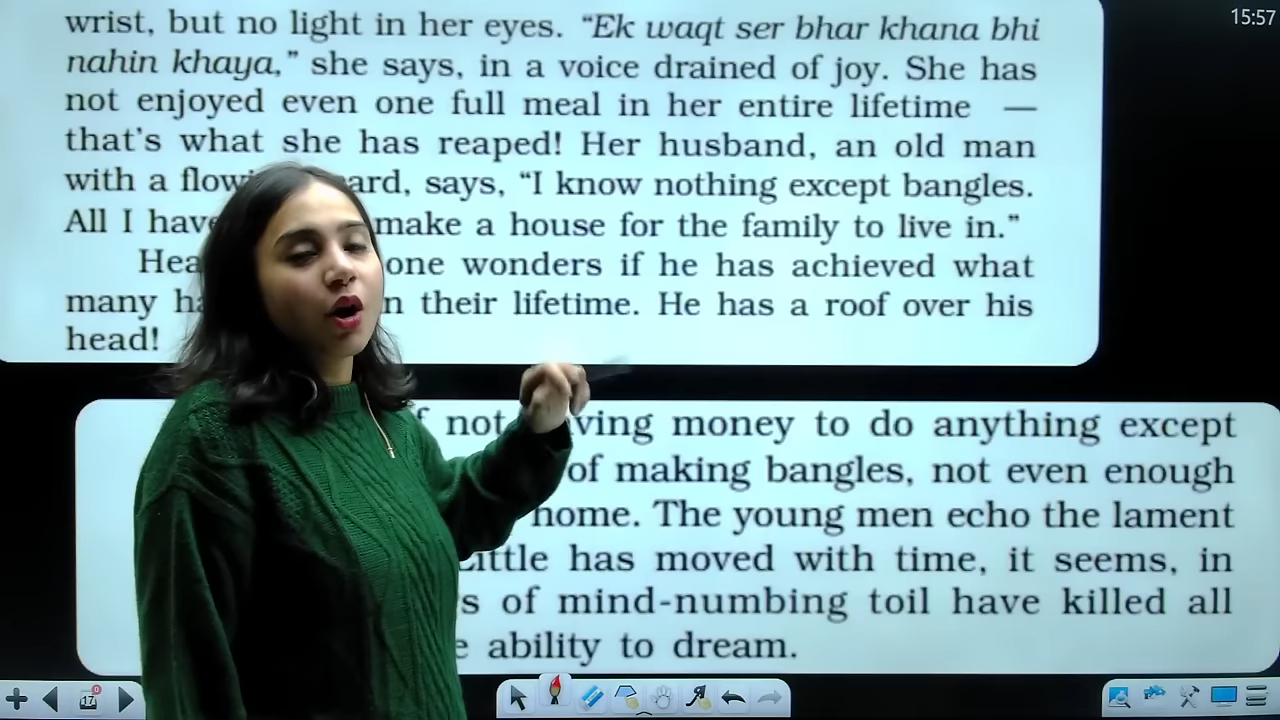 15:57
wrist, but no light in her eyes. “Ek waqt ser bhar khana bhi
nahin khaya,” she says, in a voice drained of joy. She has
not enjoyed even one full meal in her entire lifetime —
that’s what she has reaped! Her husband, an old man
with a says, “I know nothing except bangles.
All I have make a house for the family to live in.”
one wonders if he has achieved what
many in their lifetime. He has a roof over his
head!
not money to do anything except
of making bangles, not even enough
home. The young men echo the lament
Little has moved with time, it seems, in
of mind-numbing toil have killed all
ability to dream.
17